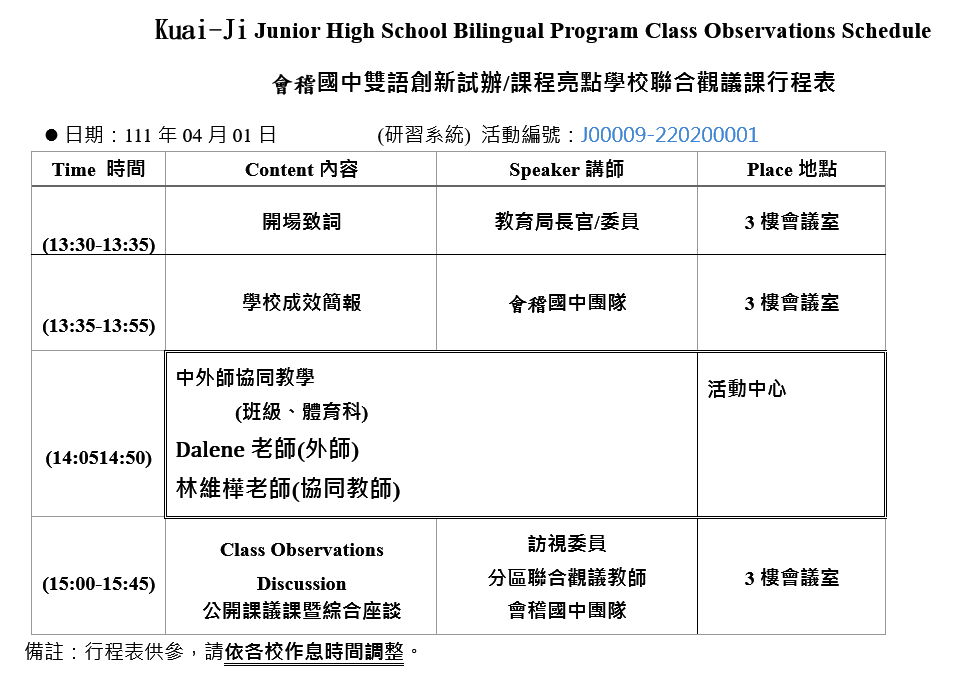 Kuai-Ji Junior High School Bilingual Program Class Observations Schedule
會稽國中雙語創新試辦/課程亮點學校聯合觀議課行程表
● 日期：111 年 04 月 01 日 (研習系統) 活動編號：J00009-220200001
Time 時間 Content 內容 Speaker 講師 Place 地點
(13:30-13:35) 開場致詞 教育局長官/委員 3 樓會議室
(13:35-13:55) 學校成效簡報 會稽國中團隊 3 樓會議室
中外師協同教學
(班級、體育科)
Dalene 老師(外師)
林維樺老師(協同教師)
(14:0514:50)
活動中心
(15:00-15:45)
Class Observations
Discussion
公開課議課暨綜合座談
訪視委員
分區聯合觀議教師
會稽國中團隊
3 樓會議室
備註：行程表供參，請依各校作息時間調整。